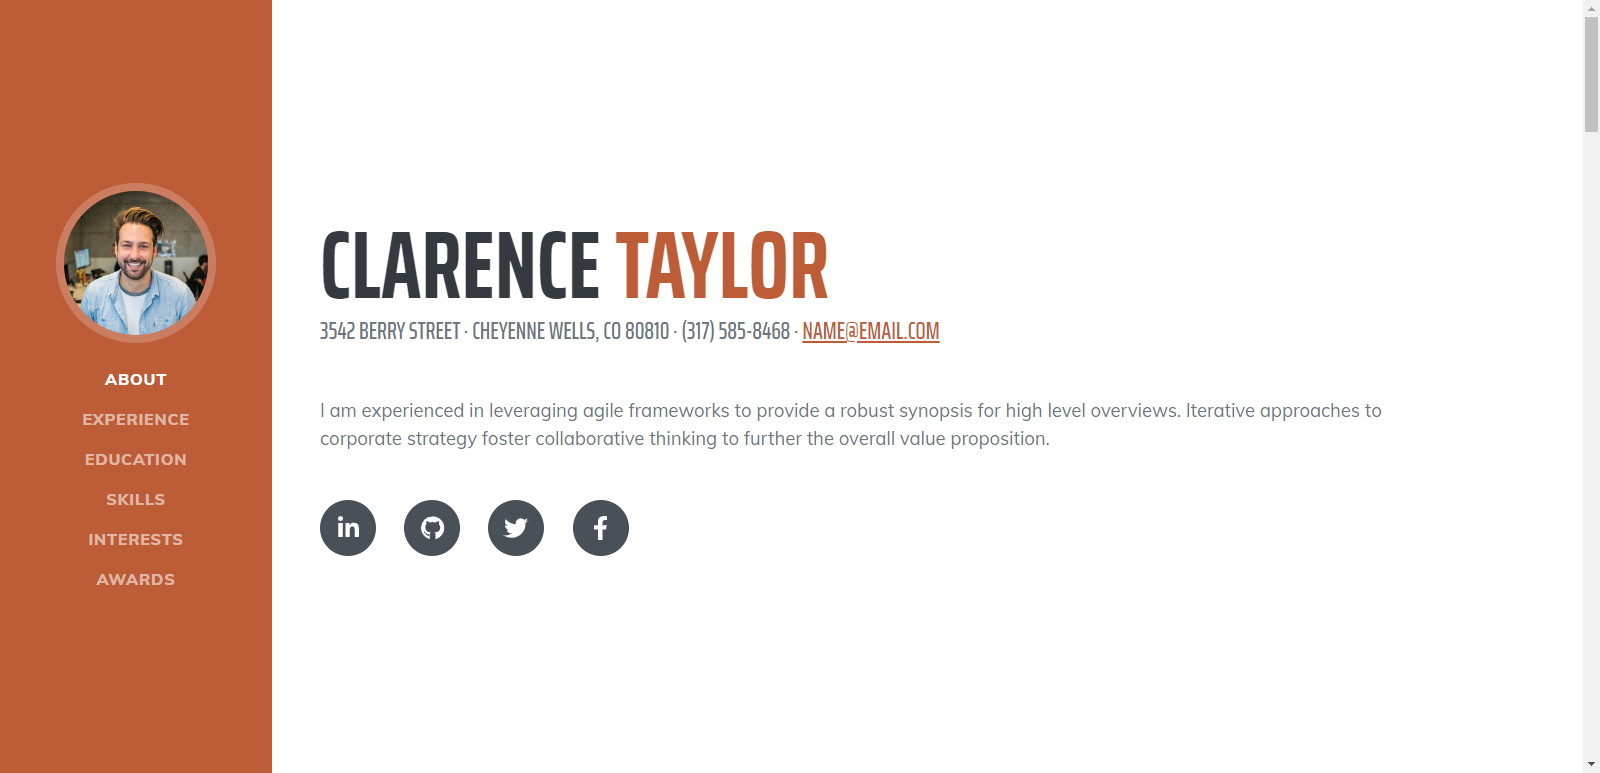 ABOUT
EXPERIENCE
EDUCATION
SKILLS
INTERESTS
AWARDS
CLARENCE TAYLOR
3542 BERRY STREET · CHEYENNE WELLS, CO 80810 · (317) 585-8468 · NAME@EMAIL.COM
I am experienced in leveraging agile frameworks to provide a robust synopsis for high level overviews. Iterative approaches to
corporate strategy foster collaborative thinking to further the overall value proposition.
in